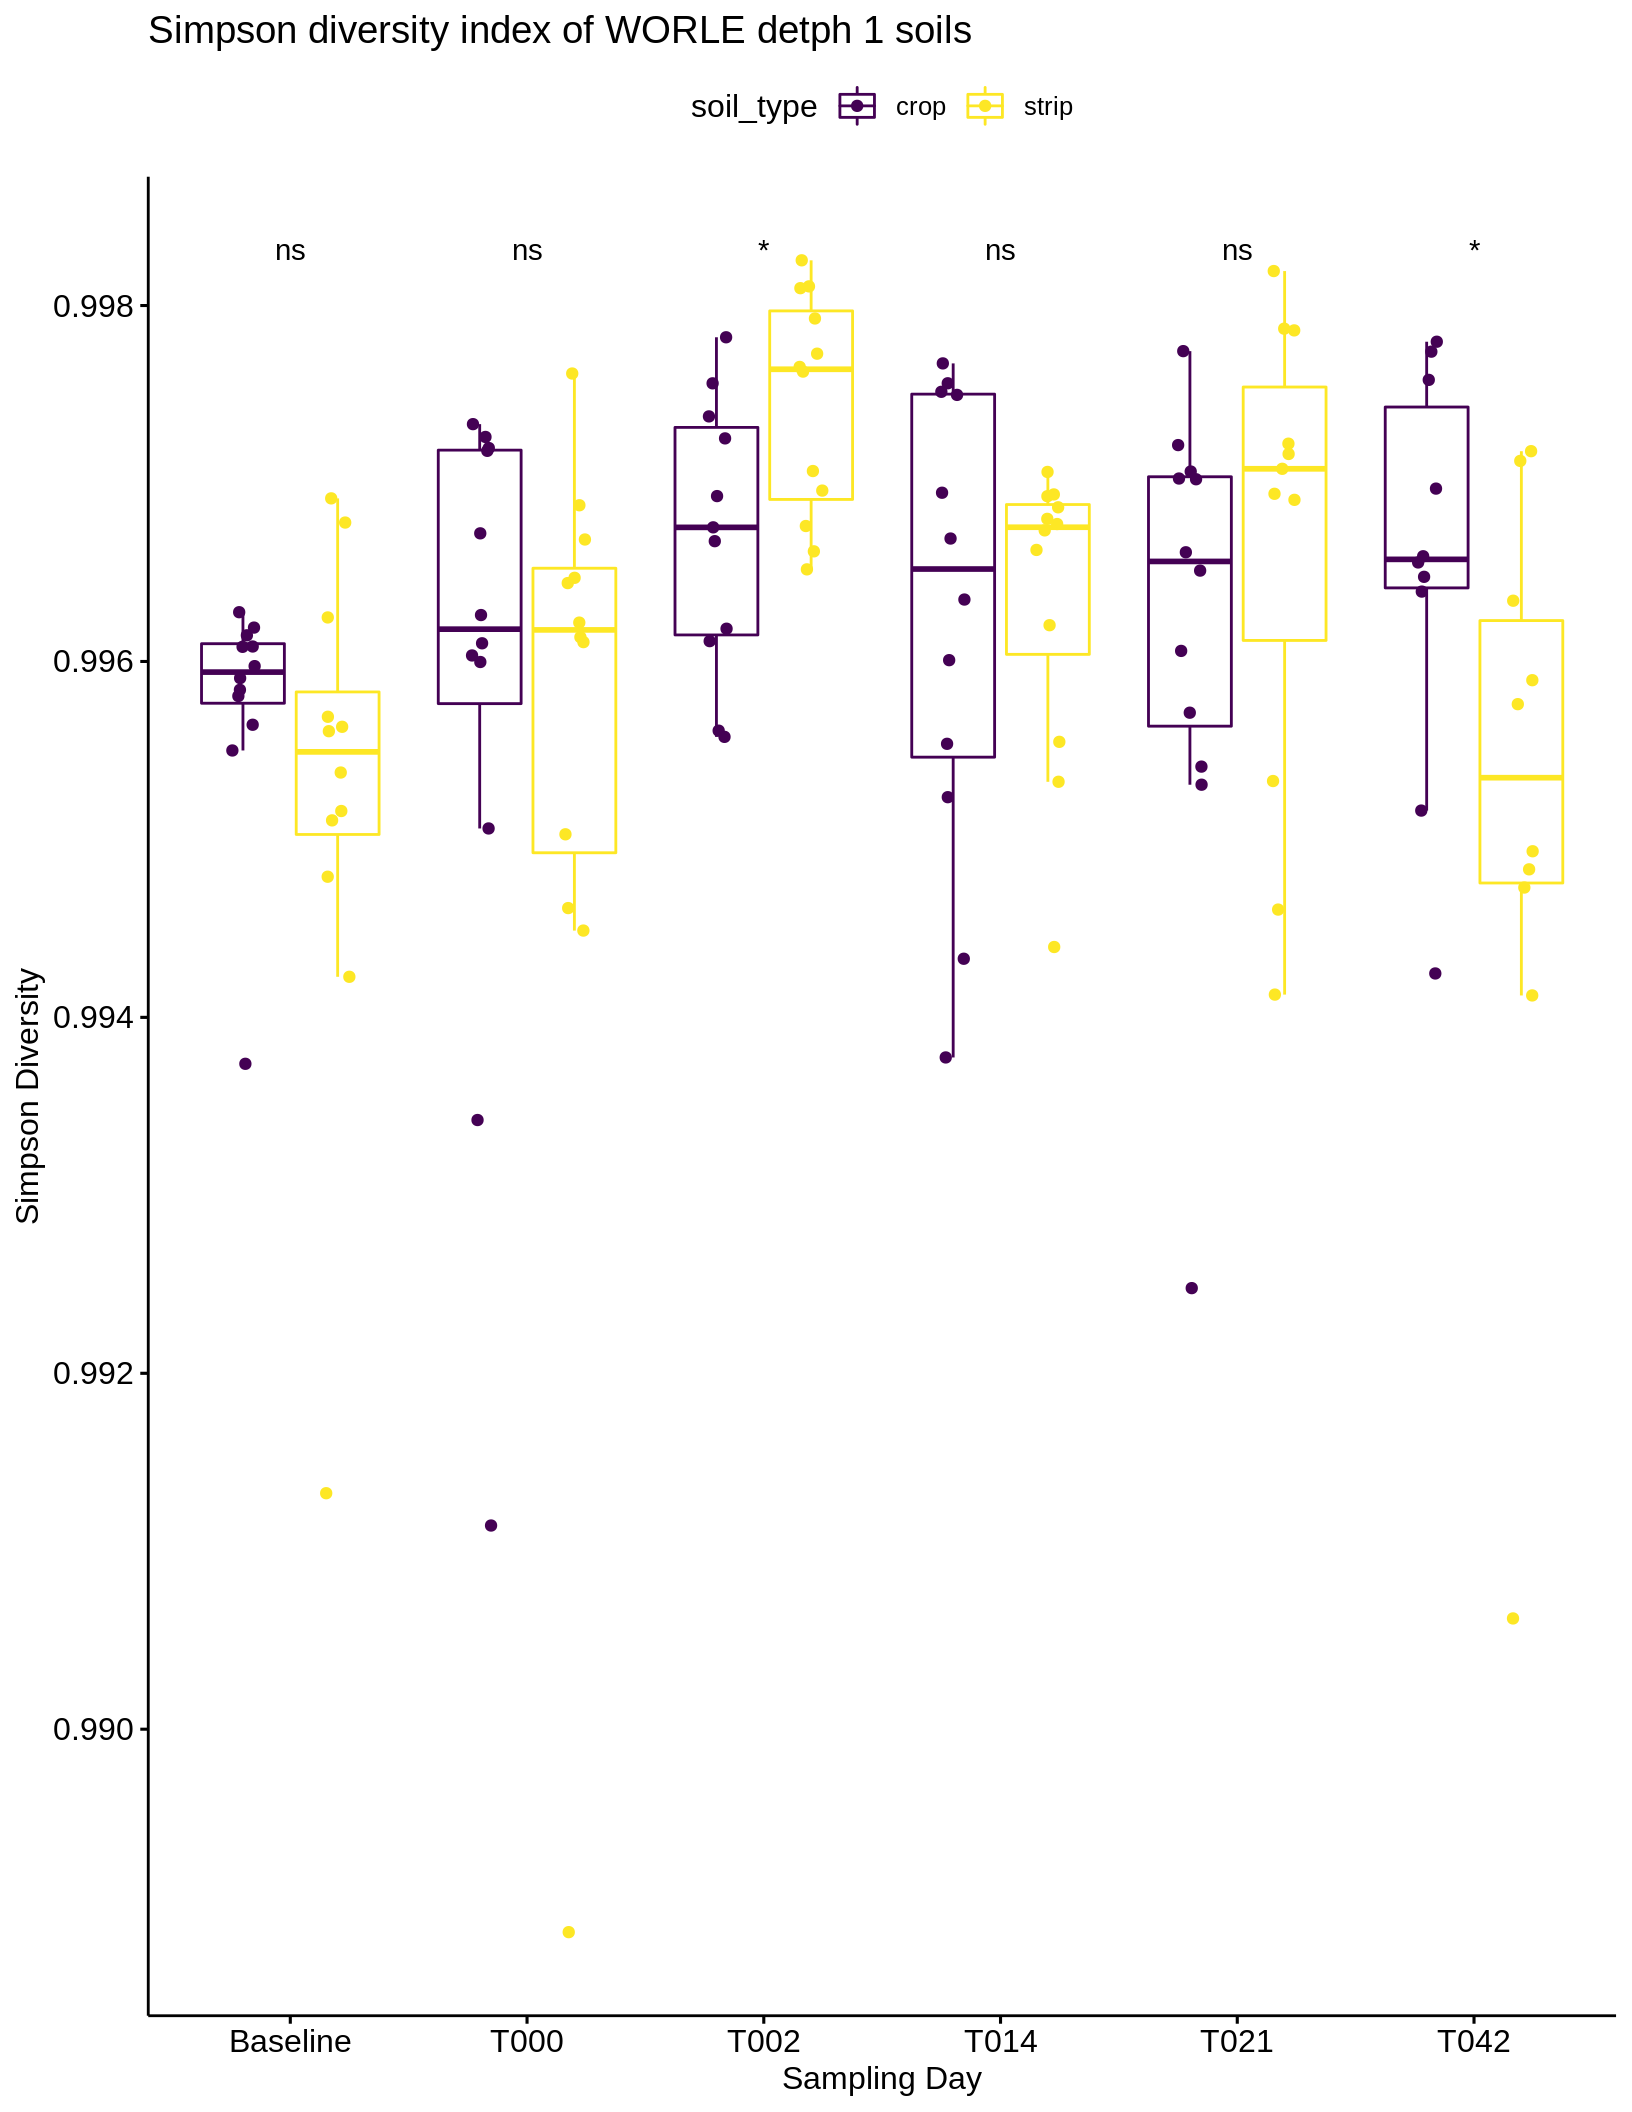 Simpson diversity index of WORLE detph 1 soils
soil_type crop strip
ns ns * ns ns *
0.998
0.996
0.994
0.992
0.990
Simpson Diversity
Baseline T000 T002 T014 T021 T042
Sampling Day